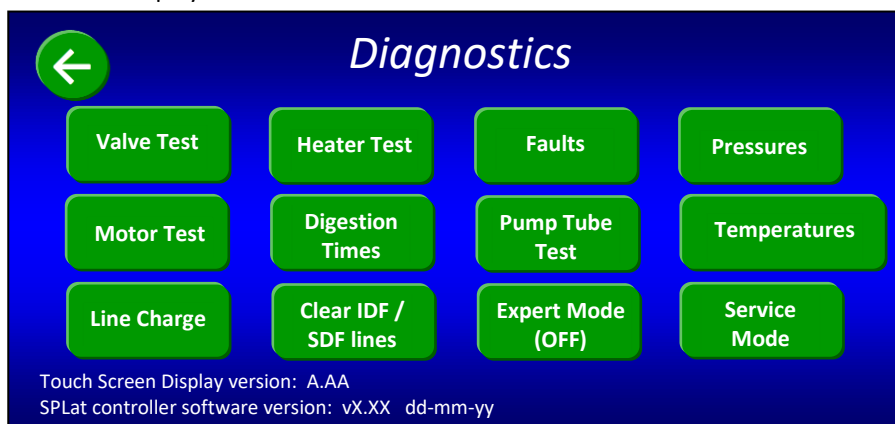 Diagnostics
Valve Test
Heater Test
Faults
Pressures
Motor Test
Digestion
Times
Pump Tube
Test
Temperatures
Line Charge
Clear IDF /
SDF lines
Expert Mode
(OFF)
Service
Mode
Touch Screen Display version: A.AA
SPLat controller software version: vX.XX dd-mm-yy